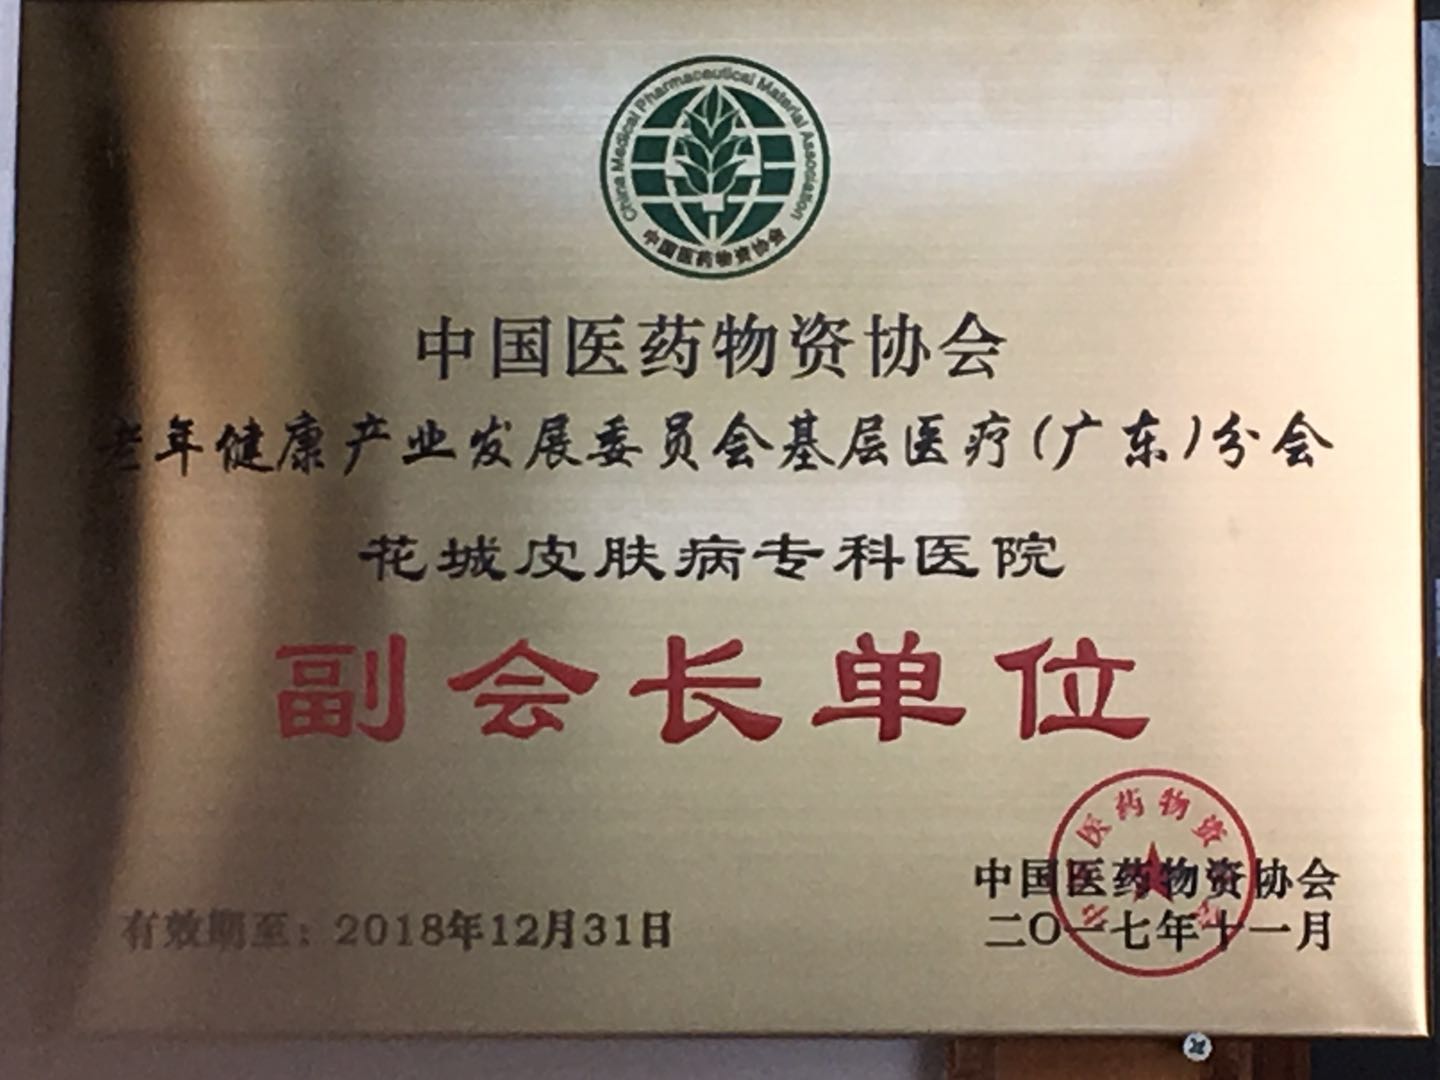 China Medical Pharmaceutical Material Association
中国医药物资协会
中国医药物资协会
老年健康产业发展委员会基层医疗(广东)分会
花城皮肤病专科医院
副会长单位
医药物资
中国医药物资协会
有效期至：2018年12月31日
二〇一七年十一月